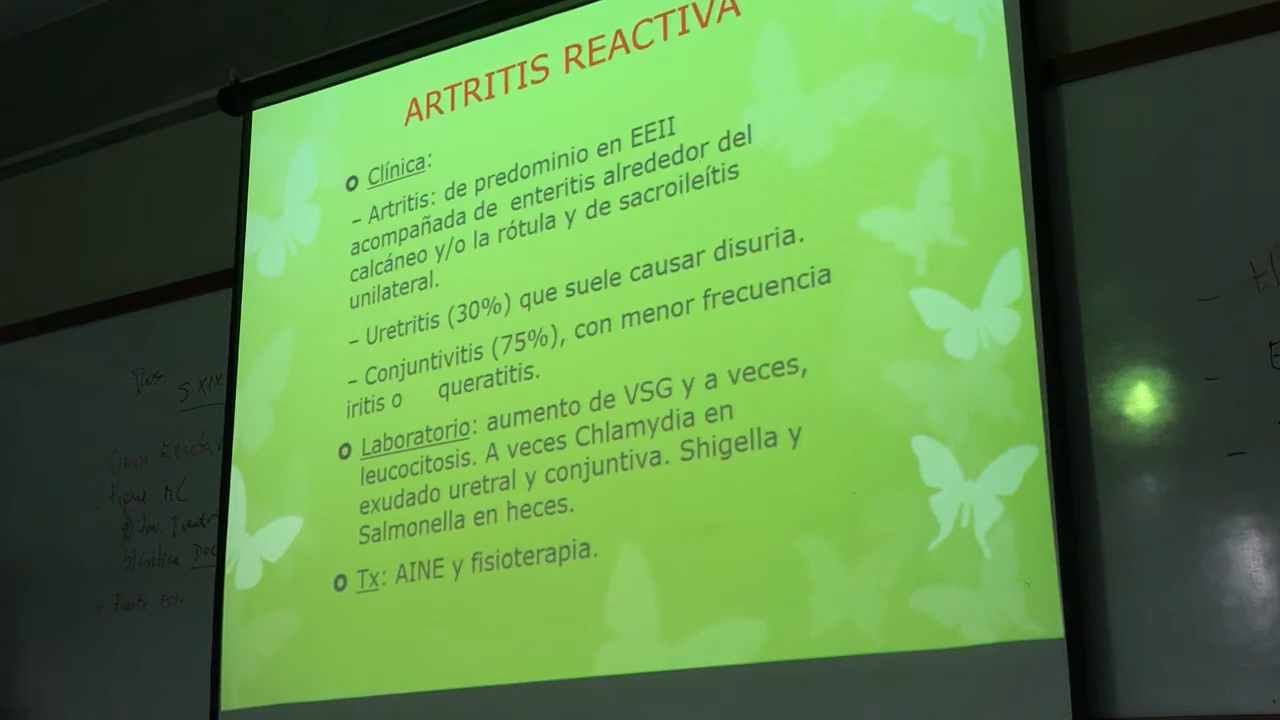 ARTRITIS REACTIVA
Clínica:
– Artritis: de predominio en EEII
acompañada de enteritis alrededor del
calcáneo y/o la rótula y de sacroileítis
unilateral.
– Uretritis (30%) que suele causar disuria.
– Conjuntivitis (75%), con menor frecuencia
iritis o queratitis.
Laboratorio: aumento de VSG y a veces,
leucocitosis. A veces Chlamydia en
exudado uretral y conjuntiva. Shigella y
Salmonella en heces.
Tx: AINE y fisioterapia.
S. XIX
tiene